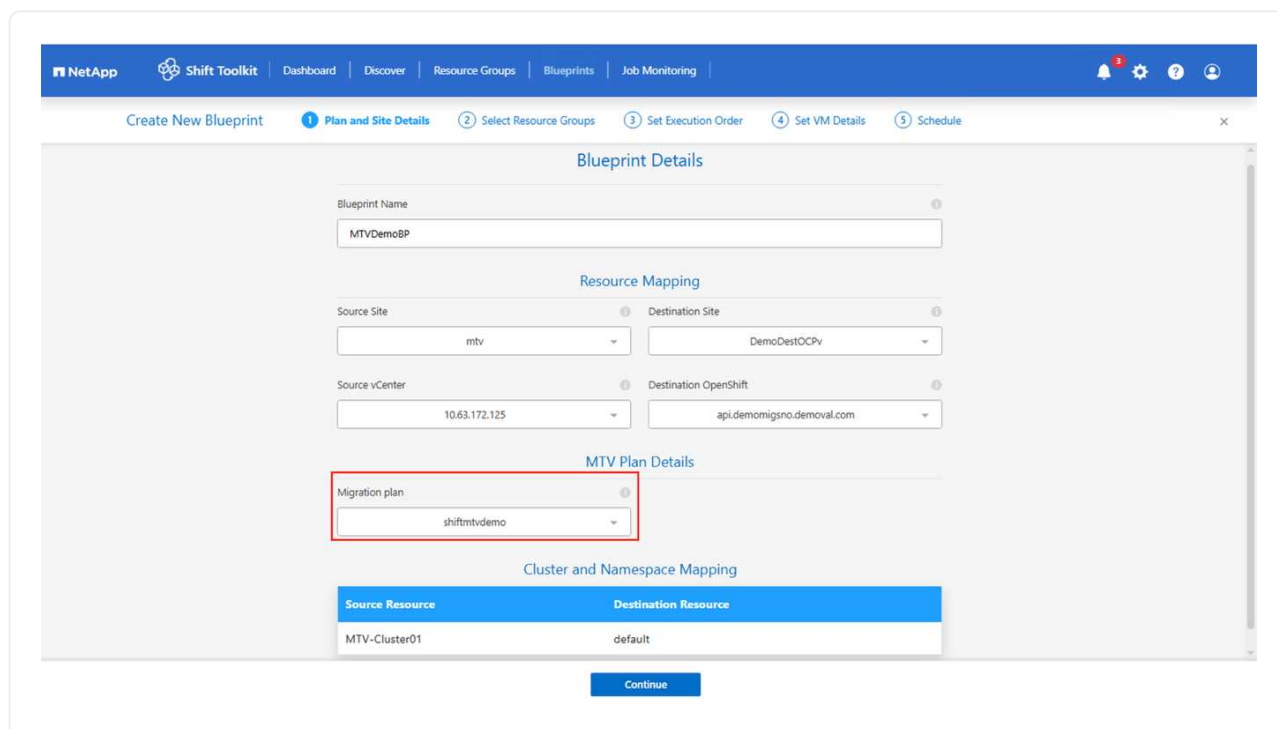 NetApp Shift Toolkit Dashboard Discover Resource Groups Blueprints Job Monitoring 3
Create New Blueprint 1 Plan and Site Details 2 Select Resource Groups 3 Set Execution Order 4 Set VM Details 5 Schedule
Blueprint Details
Blueprint Name
MTVDemoBP
Resource Mapping
Source Site Destination Site
mtv DemoDestOCPv
Source vCenter Destination OpenShift
10.63.172.125 api.demomigsno.demoval.com
MTV Plan Details
Migration plan
shiftmtvdemo
Cluster and Namespace Mapping
Source Resource Destination Resource
MTV-Cluster01 default
Continue